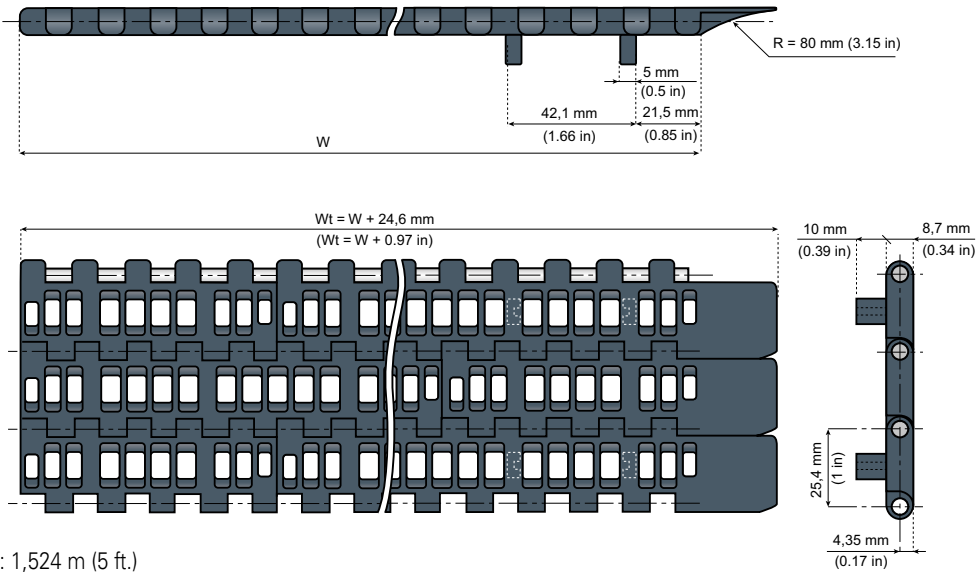 R = 80 mm (3.15 in)
5 mm
(0.5 in)
42,1 mm
(1.66 in)
21,5 mm
(0.85 in)
W
Wt = W + 24,6 mm
(Wt = W + 0.97 in)
10 mm
(0.39 in)
8,7 mm
(0.34 in)
25,4 mm
(1 in)
4,35 mm
(0.17 in)
: 1,524 m (5 ft.)